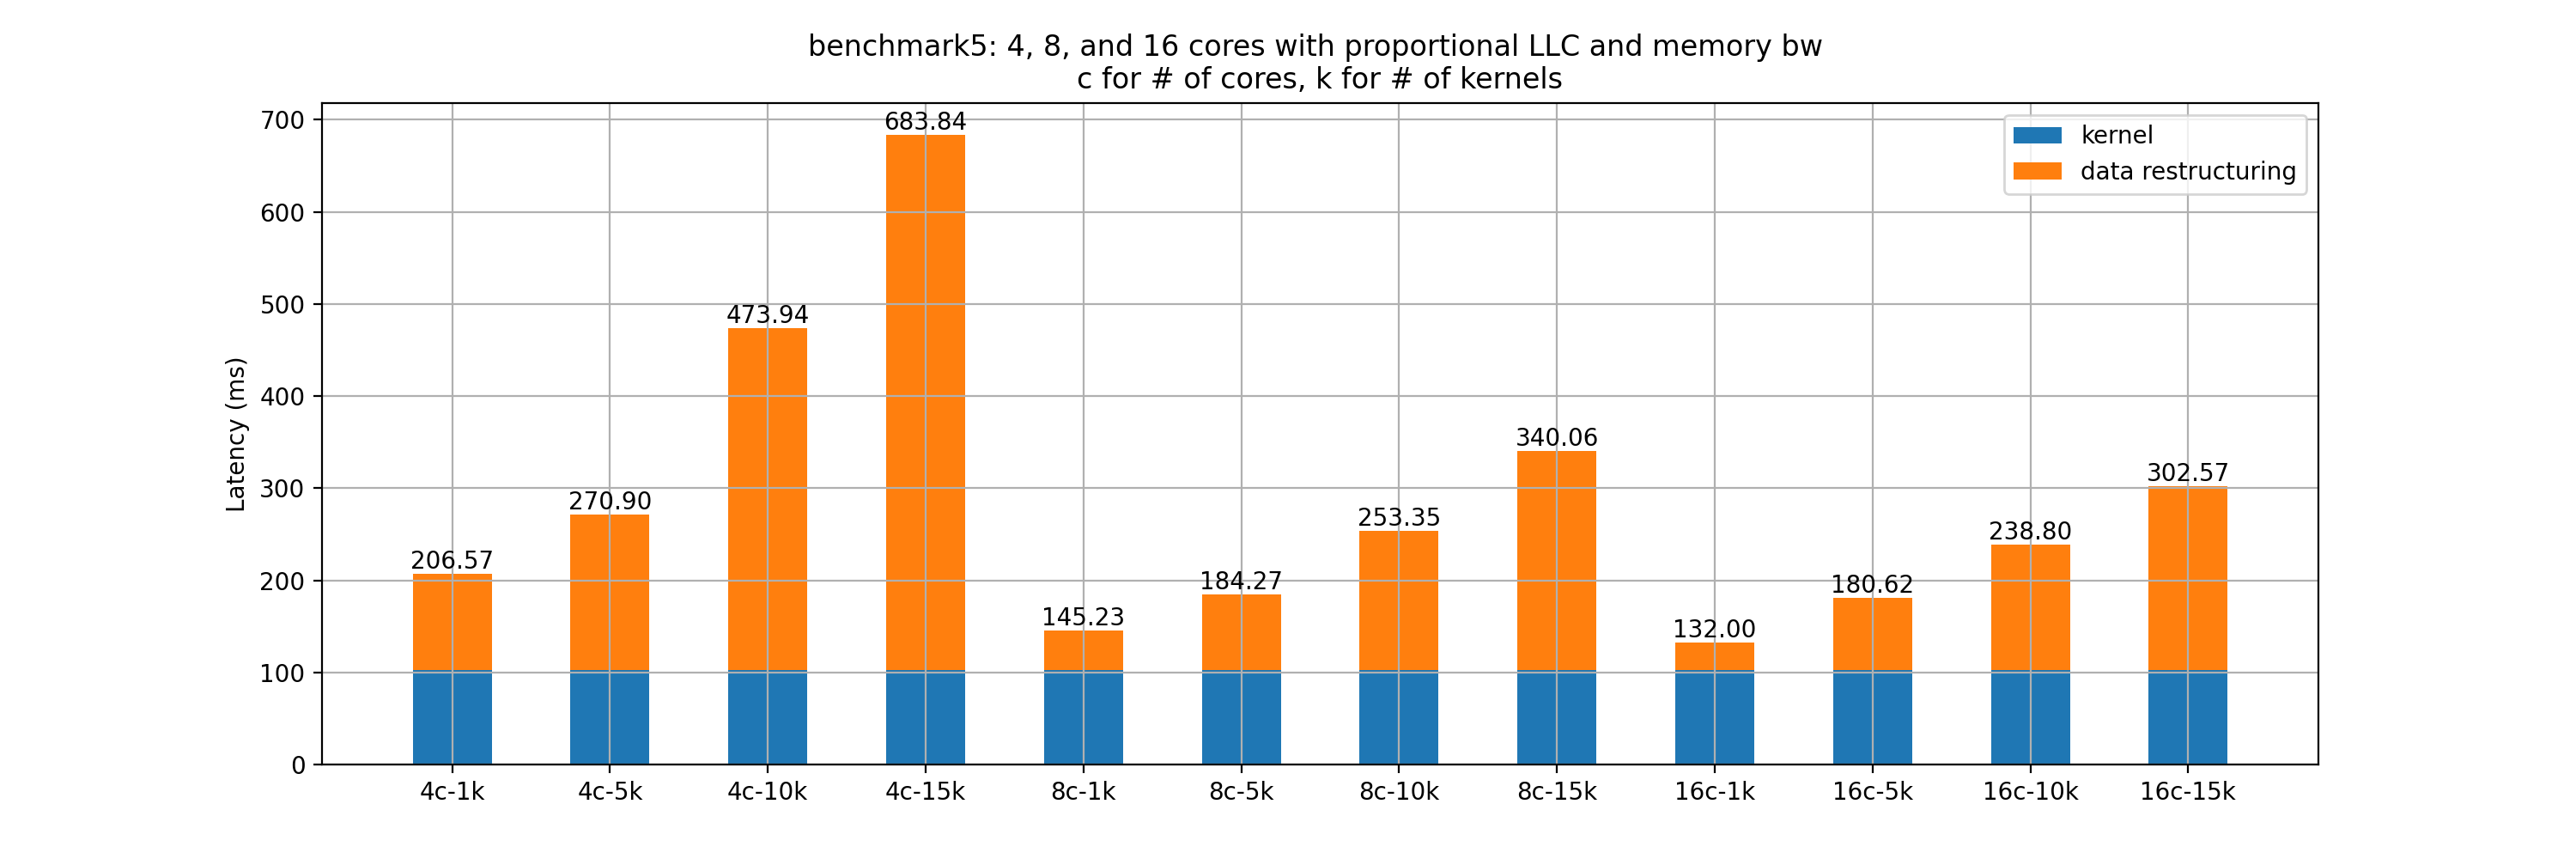 benchmark5: 4, 8, and 16 cores with proportional LLC and memory bw
c for # of cores, k for # of kernels
kernel
data restructuring
Latency (ms)
700
600
500
400
300
200
100
0
206.57
270.90
473.94
683.84
145.23
184.27
253.35
340.06
132.00
180.62
238.80
302.57
4c-1k
4c-5k
4c-10k
4c-15k
8c-1k
8c-5k
8c-10k
8c-15k
16c-1k
16c-5k
16c-10k
16c-15k